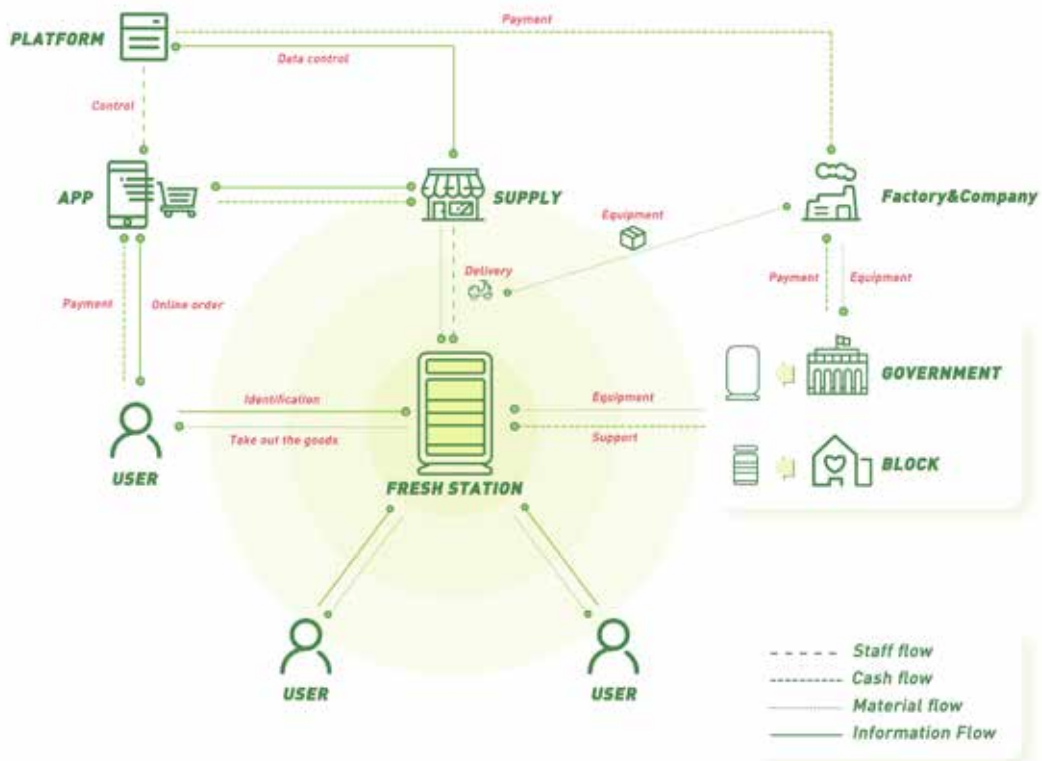 Payment
PLATFORM
Data control
Control
APP
SUPPLY
Factory&Company
Equipment
Delivery
Payment
Equipment
Payment
Online order
GOVERNMENT
Identification
Equipment
Take out the goods
Support
USER
BLOCK
FRESH STATION
USER
USER
Staff flow
Cash flow
Material flow
Information Flow